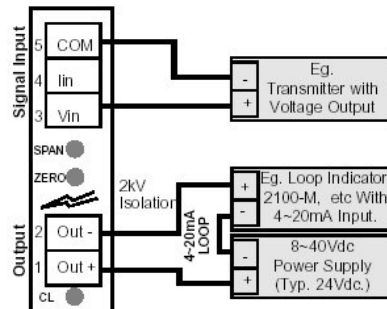 Signal Input
5 COM
4 Iin
3 Vin
SPAN
ZERO
2kV
Isolation
Output
2 Out -
1 Out +
CL
4~20mA
LOOP
Eg.
- Transmitter with
+ Voltage Output
+ Eg. Loop Indicator
2100-M, etc With
- 4~20mA Input.
8~40Vdc
- Power Supply
+ (Typ. 24Vdc.)